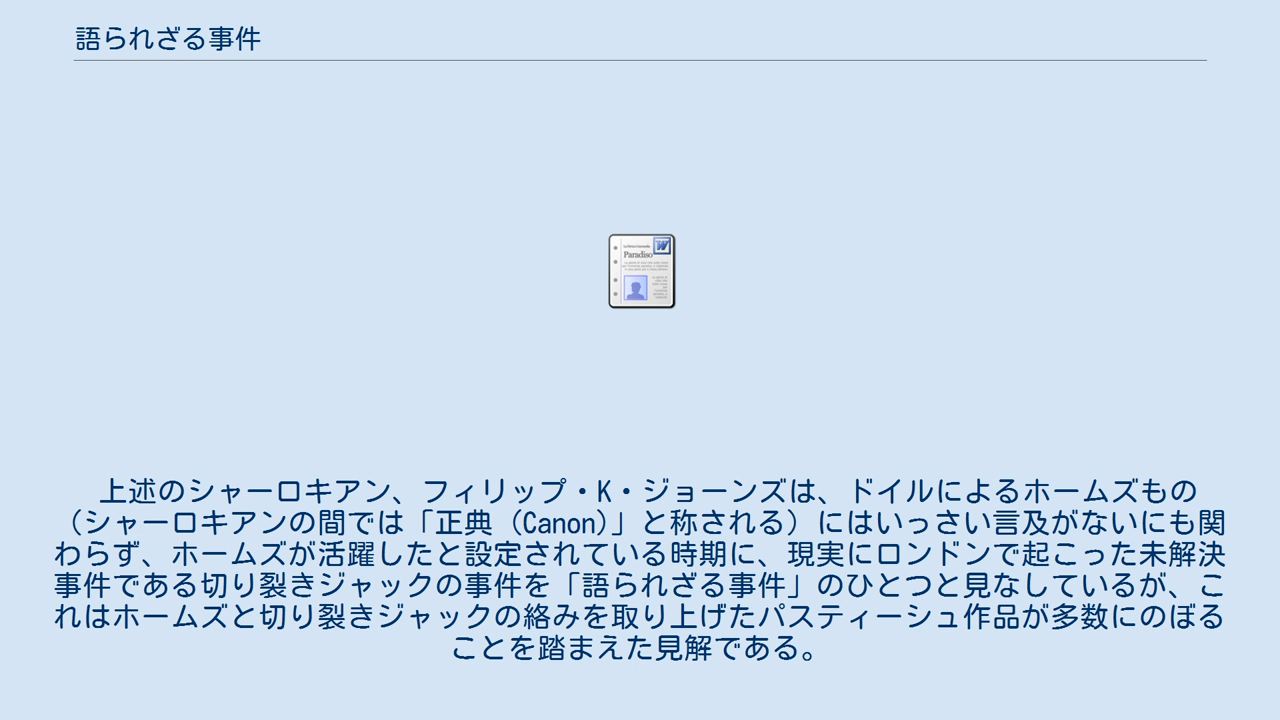 語られざる事件
Paradiso
W
上述のシャーロキアン、フィリップ・K・ジョーンズは、ドイルによるホームズもの
（シャーロキアンの間では「正典（Canon)」と称される）にはいっさい言及がないにも関
わらず、ホームズが活躍したと設定されている時期に、現実にロンドンで起こった未解決
事件である切り裂きジャックの事件を「語られざる事件」のひとつと見なしているが、こ
れはホームズと切り裂きジャックの絡みを取り上げたパスティーシュ作品が多数にのぼる
ことを踏まえた見解である。